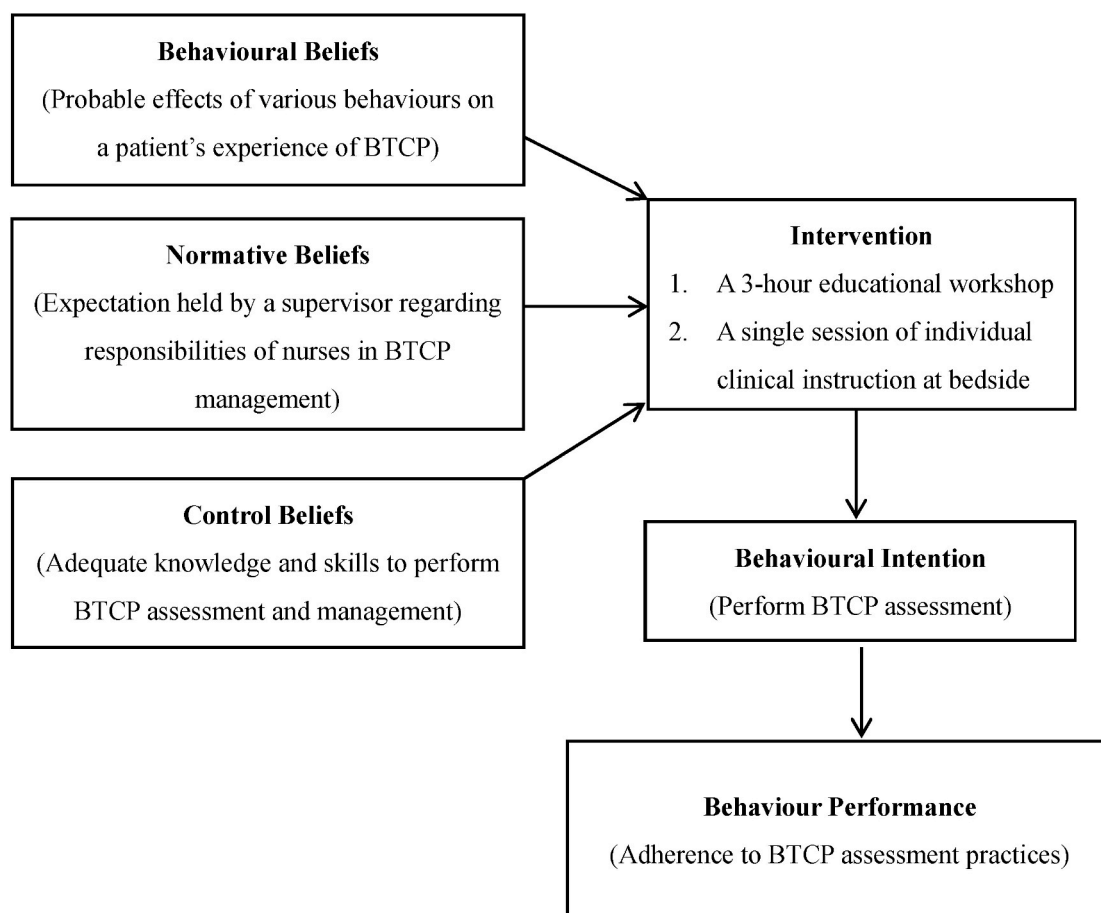 Behavioural Beliefs
(Probable effects of various behaviours on
a patient’s experience of BTCP)
Normative Beliefs
(Expectation held by a supervisor regarding
responsibilities of nurses in BTCP
management)
Control Beliefs
(Adequate knowledge and skills to perform
BTCP assessment and management)
Intervention
1. A 3-hour educational workshop
2. A single session of individual
clinical instruction at bedside
Behavioural Intention
(Perform BTCP assessment)
Behaviour Performance
(Adherence to BTCP assessment practices)